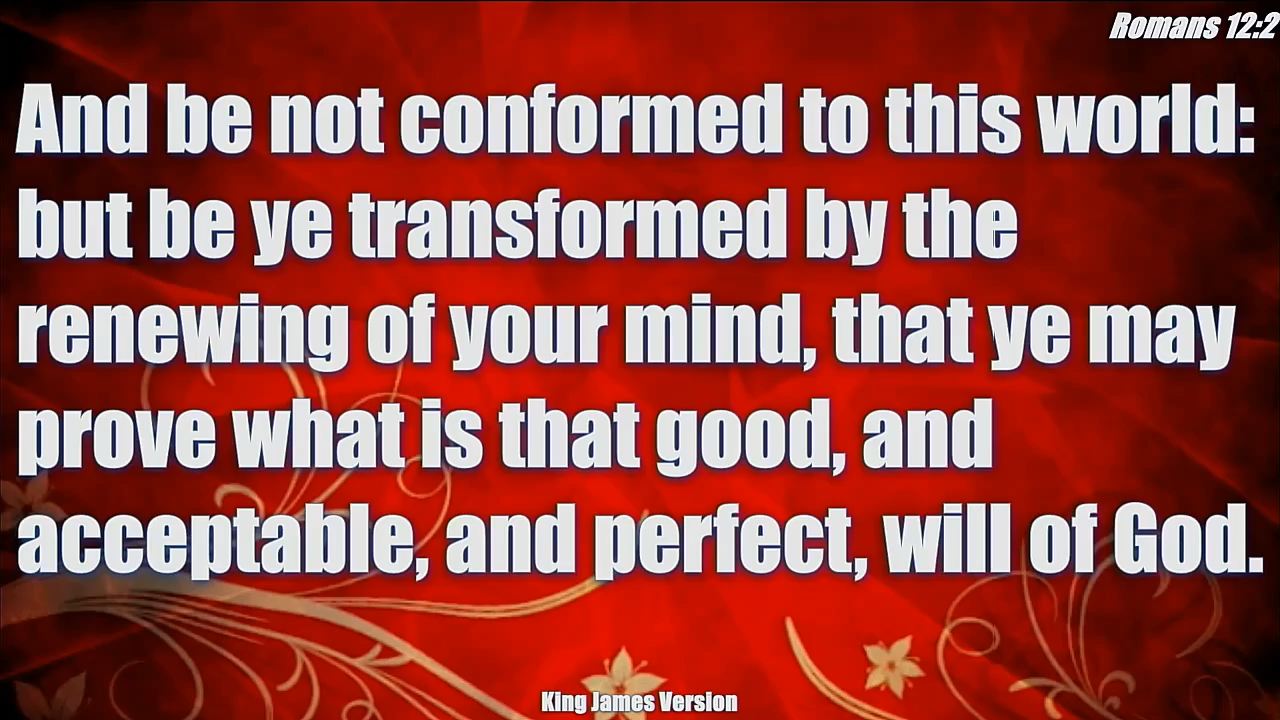 Romans 12:2
And be not conformed to this world:
but be ye transformed by the
renewing of your mind, that ye may
prove what is that good, and
acceptable, and perfect, will of God.
King James Version